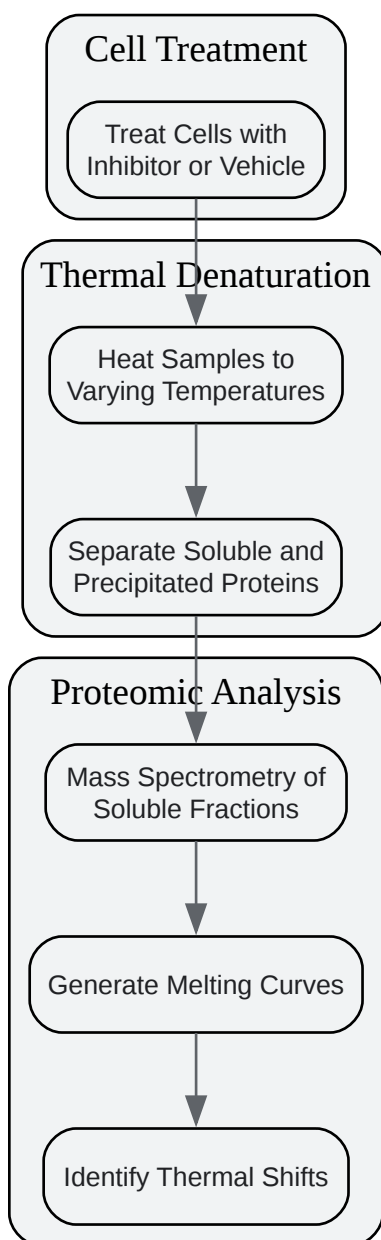 Cell Treatment
Treat Cells with
Inhibitor or Vehicle
Thermal Denaturation
Heat Samples to
Varying Temperatures
Separate Soluble and
Precipitated Proteins
Proteomic Analysis
Mass Spectrometry of
Soluble Fractions
Generate Melting Curves
Identify Thermal Shifts